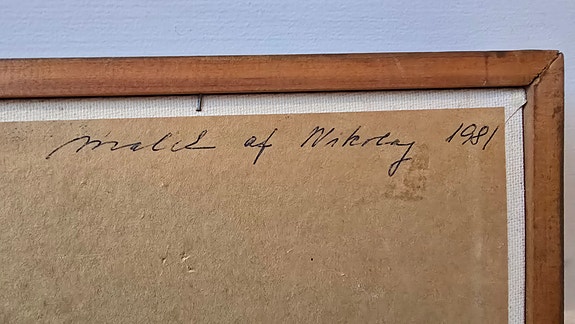 malet af Nikolaj 1981